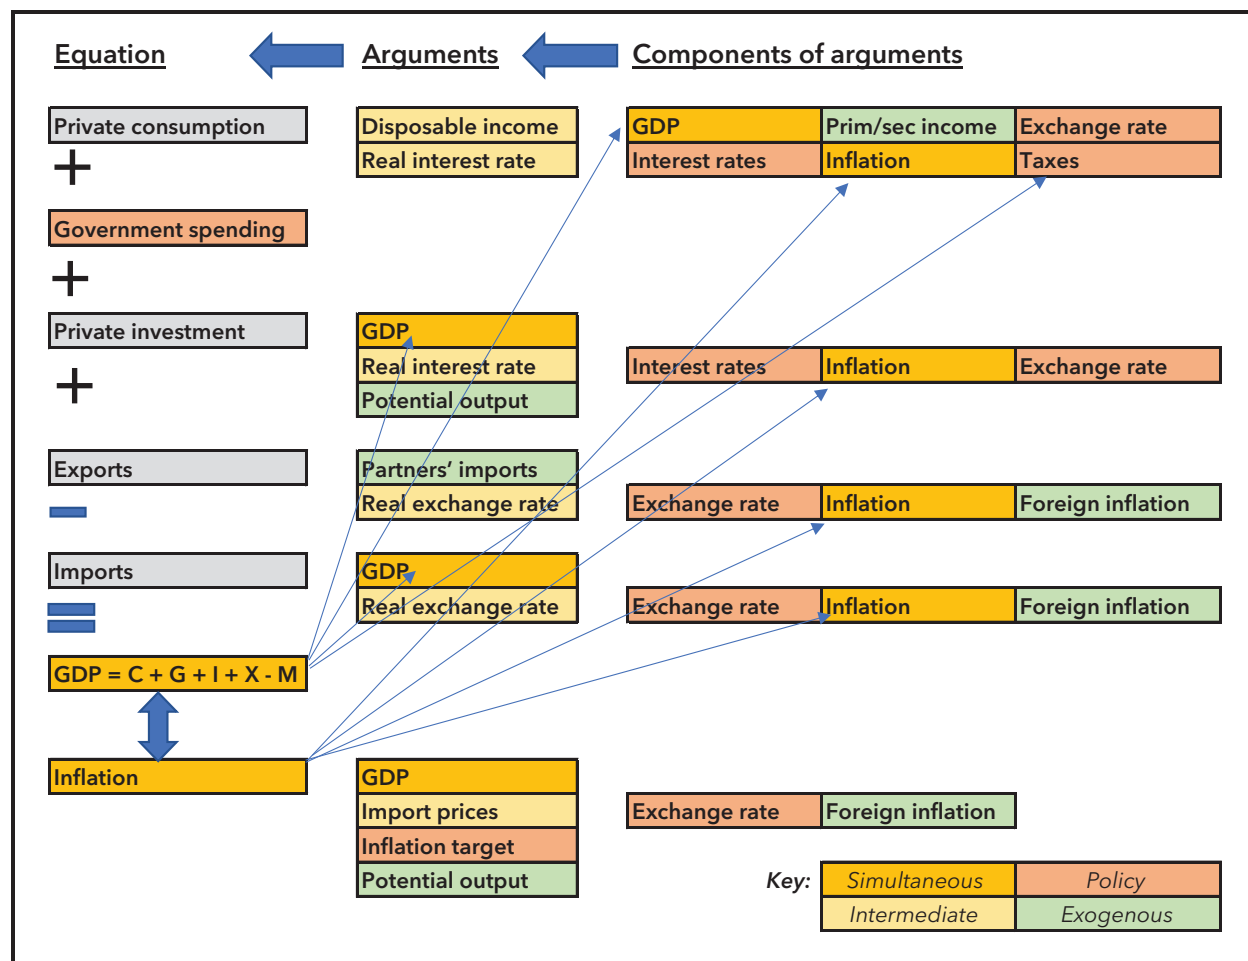 Equation Arguments Components of arguments
Private consumption Disposable income GDP Prim/sec income Exchange rate
+ Real interest rate Interest rates Inflation Taxes
Government spending
+
Private investment GDP
Real interest rate Interest rates Inflation Exchange rate
+ Potential output
Exports Partners' imports
Real exchange rate Exchange rate Inflation Foreign inflation
Imports GDP
Real exchange rate Exchange rate Inflation Foreign inflation
GDP = C + G + I + X - M
Inflation GDP
Import prices Exchange rate Foreign inflation
Inflation target
Potential output Key: Simultaneous Policy
Intermediate Exogenous